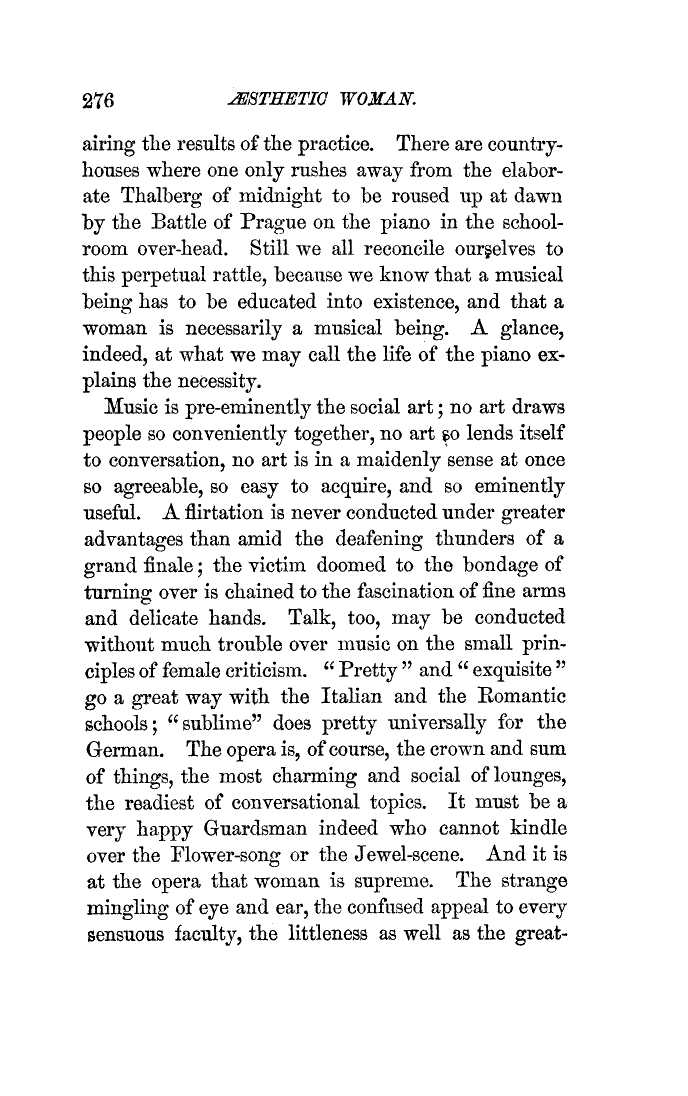 276 ÆSTHETIC WOMAN.
airing the results of the practice. There are country-
houses where one only rushes away from the elabor-
ate Thalberg of midnight to be roused up at dawn
by the Battle of Prague on the piano in the school-
room over-head. Still we all reconcile ourselves to
this perpetual rattle, because we know that a musical
being has to be educated into existence, and that a
woman is necessarily a musical being. A glance,
indeed, at what we may call the life of the piano ex-
plains the necessity.
Music is pre-eminently the social art; no art draws
people so conveniently together, no art so lends itself
to conversation, no art is in a maidenly sense at once
so agreeable, so easy to acquire, and so eminently
useful. A flirtation is never conducted under greater
advantages than amid the deafening thunders of a
grand finale; the victim doomed to the bondage of
turning over is chained to the fascination of fine arms
and delicate hands. Talk, too, may be conducted
without much trouble over music on the small prin-
ciples of female criticism. “Pretty” and “exquisite”
go a great way with the Italian and the Romantic
schools; “sublime” does pretty universally for the
German. The opera is, of course, the crown and sum
of things, the most charming and social of lounges,
the readiest of conversational topics. It must be a
very happy Guardsman indeed who cannot kindle
over the Flower-song or the Jewel-scene. And it is
at the opera that woman is supreme. The strange
mingling of eye and ear, the confused appeal to every
sensuous faculty, the littleness as well as the great-